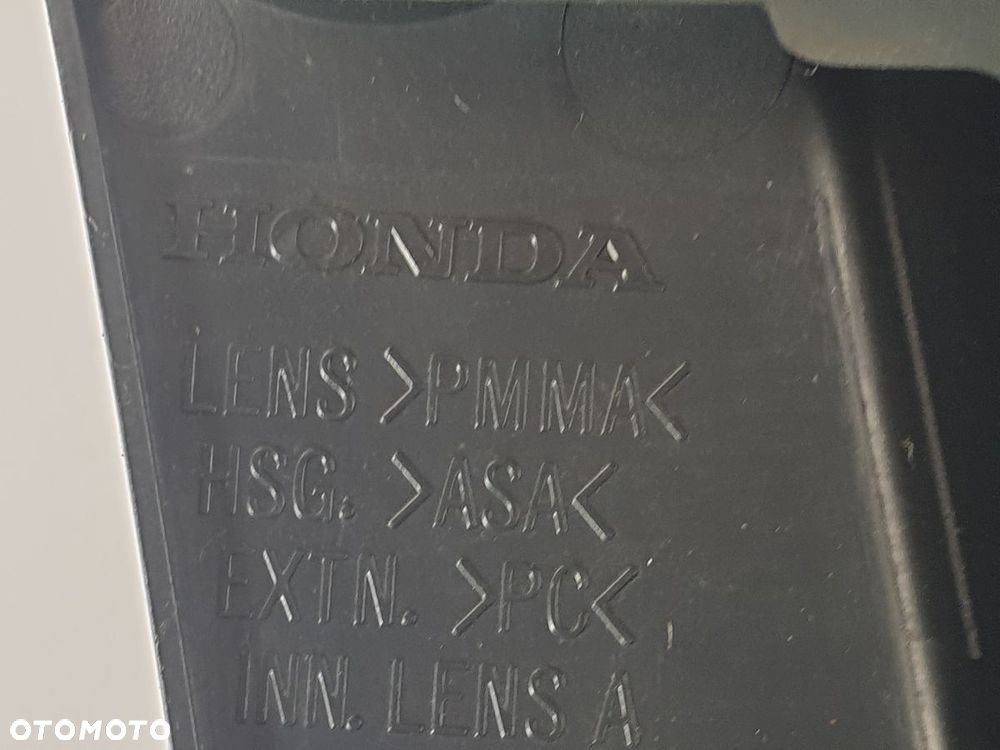 HONDA
LENS >PMMA<
HSG. >ASA<
EXTN. >PC<
INN. LENS A
OTOMOTO